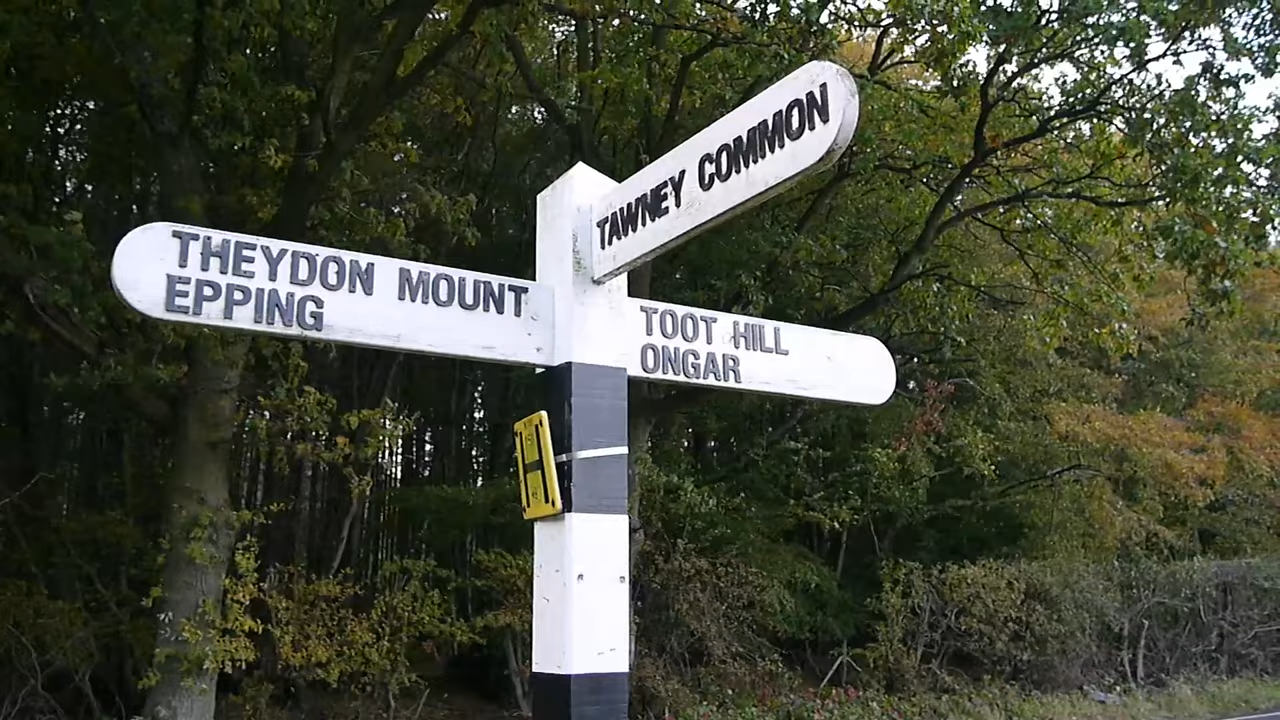 TAWNEY COMMON
THEYDON MOUNT
EPPING
TOOT HILL
ONGAR
H